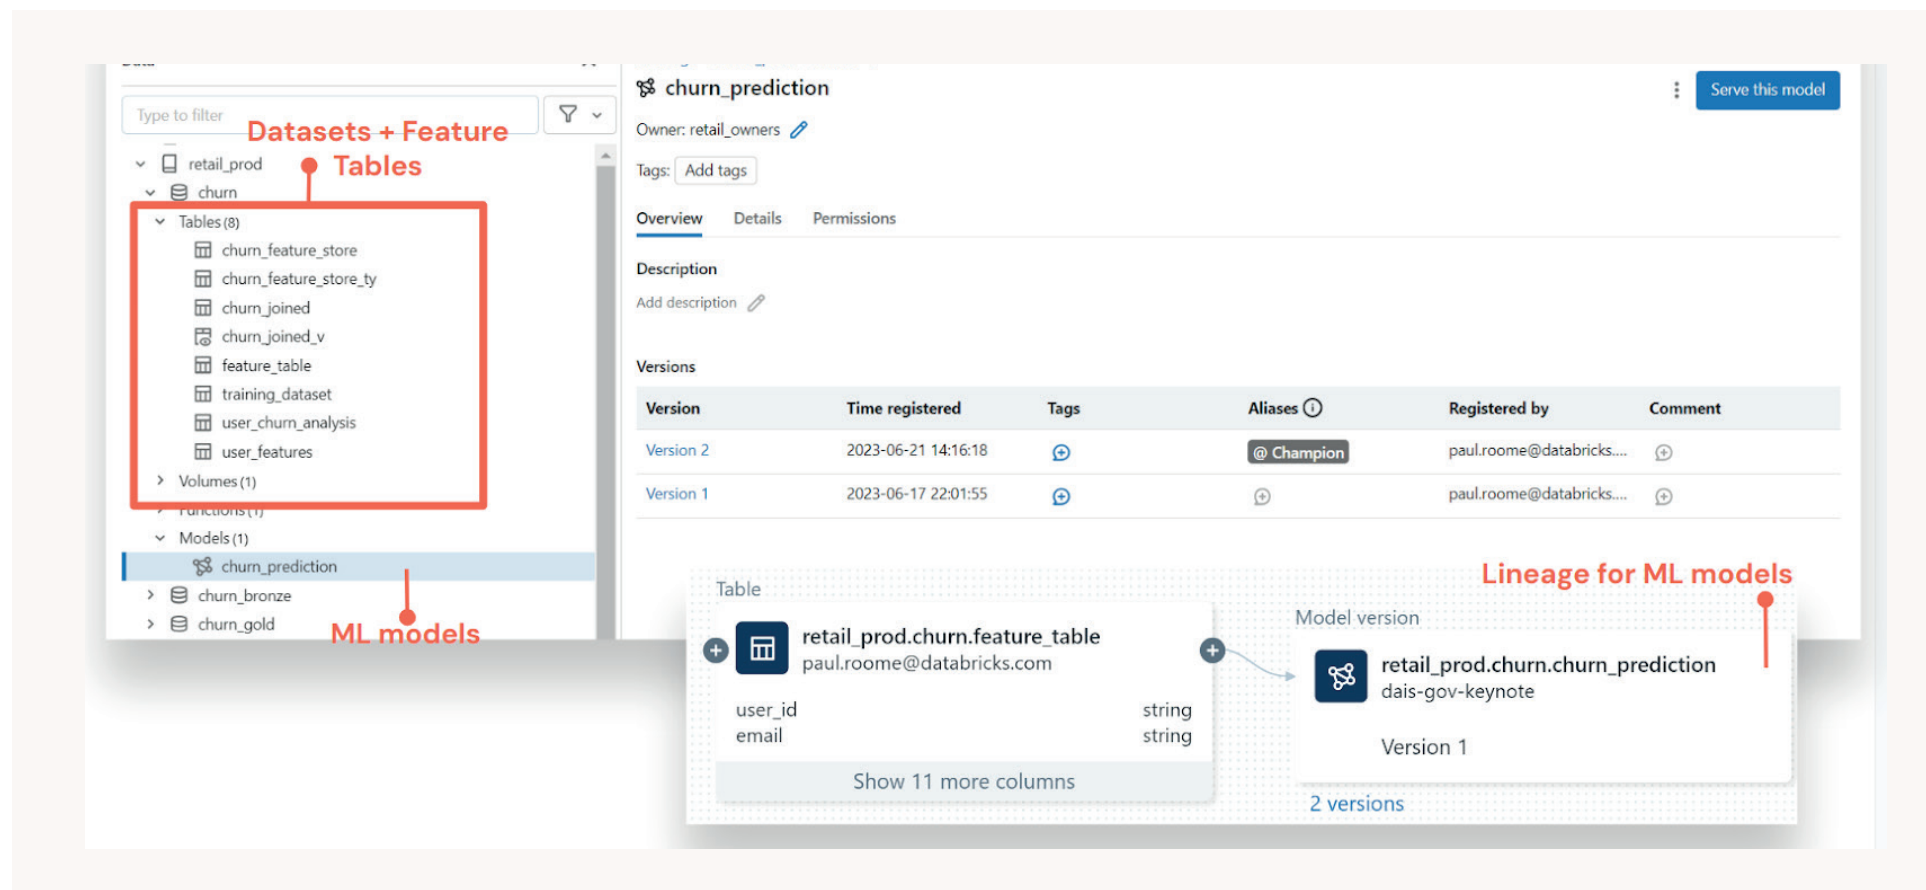 Type to filter
Datasets + Feature
Tables
retail_prod
churn
Tables (8)
churn_feature_store
churn_feature_store_ty
churn_joined
churn_joined_v
feature_table
training_dataset
user_churn_analysis
user_features
Volumes (1)
Functions (1)
Models (1)
churn_prediction
churn_bronze
churn_gold
ML models
churn_prediction
Serve this model
Owner: retail_owners
Tags: Add tags
Overview Details Permissions
Description
Add description
Versions
Version Time registered Tags Aliases Registered by Comment
Version 2 2023-06-21 14:16:18 @ Champion paul.roome@databricks....
Version 1 2023-06-17 22:01:55 paul.roome@databricks....
Lineage for ML models
Table
retail_prod.churn.feature_table
paul.roome@databricks.com
user_id string
email string
Show 11 more columns
Model version
retail_prod.churn.churn_prediction
dais-gov-keynote
Version 1
2 versions